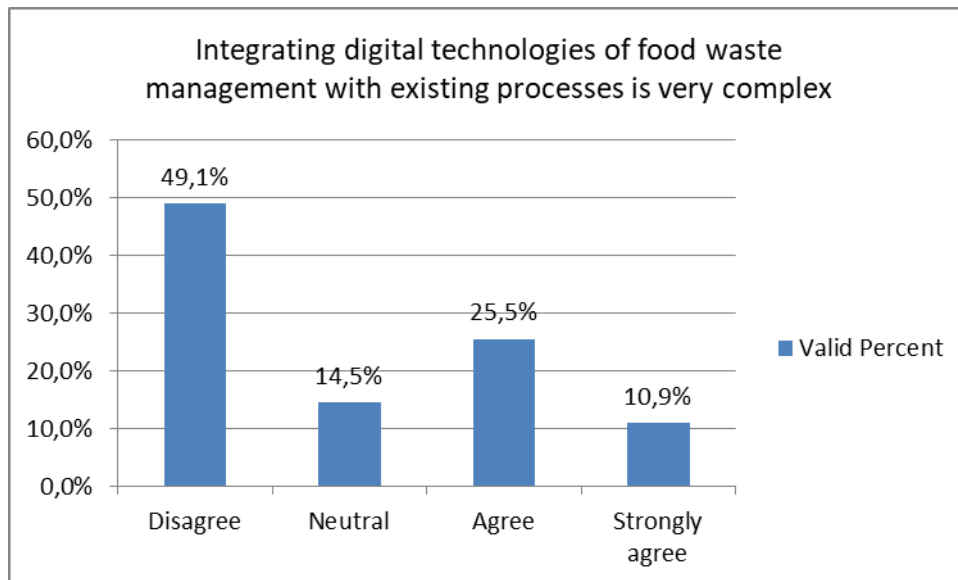 Integrating digital technologies of food waste
management with existing processes is very complex
60,0%
50,0%
40,0%
30,0%
20,0%
10,0%
0,0%
49,1%
14,5%
25,5%
10,9%
Disagree
Neutral
Agree
Strongly
agree
Valid Percent